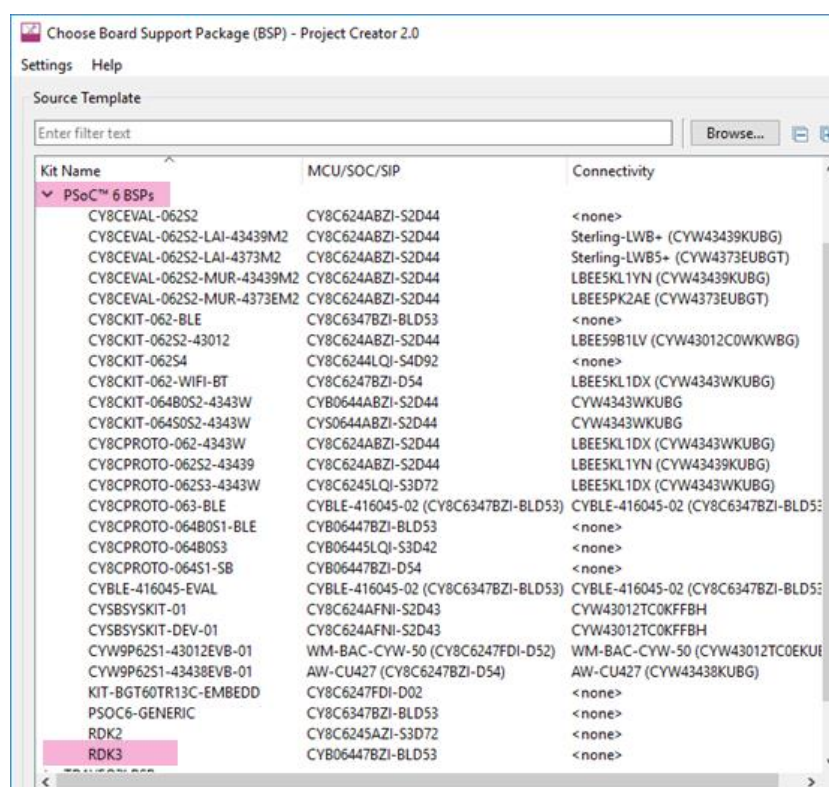 Choose Board Support Package (BSP) - Project Creator 2.0
Settings Help
Source Template
Enter filter text Browse...
Kit Name MCU/SOC/SIP Connectivity
PSoC™ 6 BSPs
CY8CEVAL-062S2 CY8C624ABZI-S2D44 <none>
CY8CEVAL-062S2-LAI-43439M2 CY8C624ABZI-S2D44 Sterling-LWB+ (CYW43439KUBG)
CY8CEVAL-062S2-LAI-4373M2 CY8C624ABZI-S2D44 Sterling-LWB5+ (CYW4373EUBGT)
CY8CEVAL-062S2-MUR-43439M2 CY8C624ABZI-S2D44 LBEE5KL1YN (CYW43439KUBG)
CY8CEVAL-062S2-MUR-4373EM2 CY8C624ABZI-S2D44 LBEE5PK2AE (CYW4373EUBGT)
CY8CKIT-062-BLE CY8C6347BZI-BLD53 <none>
CY8CKIT-062S2-43012 CY8C624ABZI-S2D44 LBEE59B1LV (CYW43012C0WKWBG)
CY8CKIT-062S4 CY8C6244LQI-S4D92 <none>
CY8CKIT-062-WIFI-BT CY8C6247BZI-D54 LBEE5KL1DX (CYW4343WKUBG)
CY8CKIT-064B0S2-4343W CYB0644ABZI-S2D44 CYW4343WKUBG
CY8CKIT-064S0S2-4343W CYS0644ABZI-S2D44 CYW4343WKUBG
CY8CPROTO-062-4343W CY8C624ABZI-S2D44 LBEE5KL1DX (CYW4343WKUBG)
CY8CPROTO-062S2-43439 CY8C624ABZI-S2D44 LBEE5KL1YN (CYW43439KUBG)
CY8CPROTO-062S3-4343W CY8C6245LQI-S3D72 LBEE5KL1DX (CYW4343WKUBG)
CY8CPROTO-063-BLE CYBLE-416045-02 (CY8C6347BZI-BLD53) CYBLE-416045-02 (CY8C6347BZI-BLD53
CY8CPROTO-064B0S1-BLE CYB06447BZI-BLD53 <none>
CY8CPROTO-064B0S3 CYB06445LQI-S3D42 <none>
CY8CPROTO-064S1-SB CYB06447BZI-D54 <none>
CYBLE-416045-EVAL CYBLE-416045-02 (CY8C6347BZI-BLD53) CYBLE-416045-02 (CY8C6347BZI-BLD53
CYSBSYSKIT-01 CY8C624AFNI-S2D43 CYW43012TC0KFFBH
CYSBSYSKIT-DEV-01 CY8C624AFNI-S2D43 CYW43012TC0KFFBH
CYW9P62S1-43012EVB-01 WM-BAC-CYW-50 (CY8C6247FDI-D52) WM-BAC-CYW-50 (CYW43012TC0EKUE
CYW9P62S1-43438EVB-01 AW-CU427 (CY8C6247BZI-D54) AW-CU427 (CYW43438KUBG)
KIT-BGT60TR13C-EMBEDD CY8C6247FDI-D02 <none>
PSOC6-GENERIC CY8C6347BZI-BLD53 <none>
RDK2 CY8C6245AZI-S3D72 <none>
RDK3 CYB06447BZI-BLD53 <none>